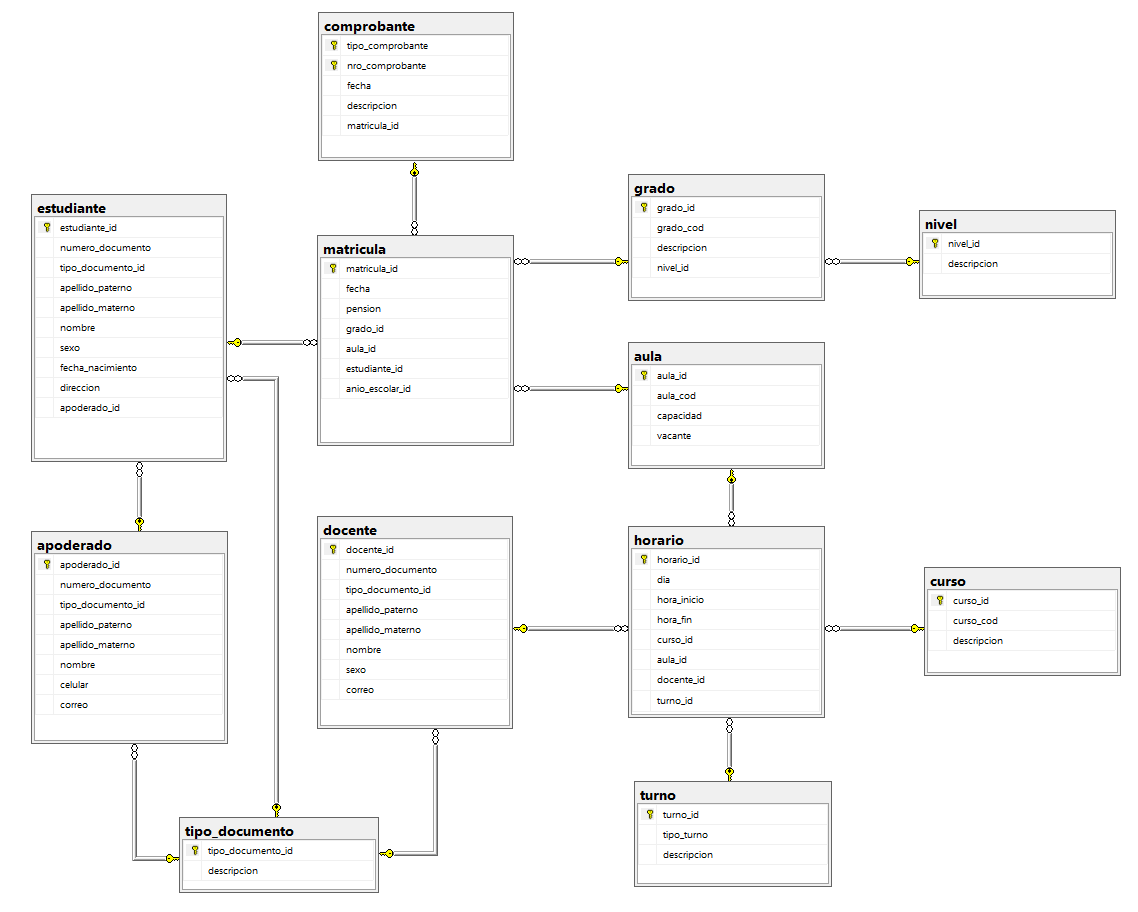 comprobante
tipo_comprobante
nro_comprobante
fecha
descripcion
matricula_id
estudiante
estudiante_id
numero_documento
tipo_documento_id
apellido_paterno
apellido_materno
nombre
sexo
fecha_nacimiento
direccion
apoderado_id
matricula
matricula_id
fecha
pension
grado_id
aula_id
estudiante_id
anio_escolar_id
grado
grado_id
grado_cod
descripcion
nivel_id
nivel
nivel_id
descripcion
aula
aula_id
aula_cod
capacidad
vacante
apoderado
apoderado_id
numero_documento
tipo_documento_id
apellido_paterno
apellido_materno
nombre
celular
correo
docente
docente_id
numero_documento
tipo_documento_id
apellido_paterno
apellido_materno
nombre
sexo
correo
horario
horario_id
dia
hora_inicio
hora_fin
curso_id
aula_id
docente_id
turno_id
curso
curso_id
curso_cod
descripcion
tipo_documento
tipo_documento_id
descripcion
turno
turno_id
tipo_turno
descripcion